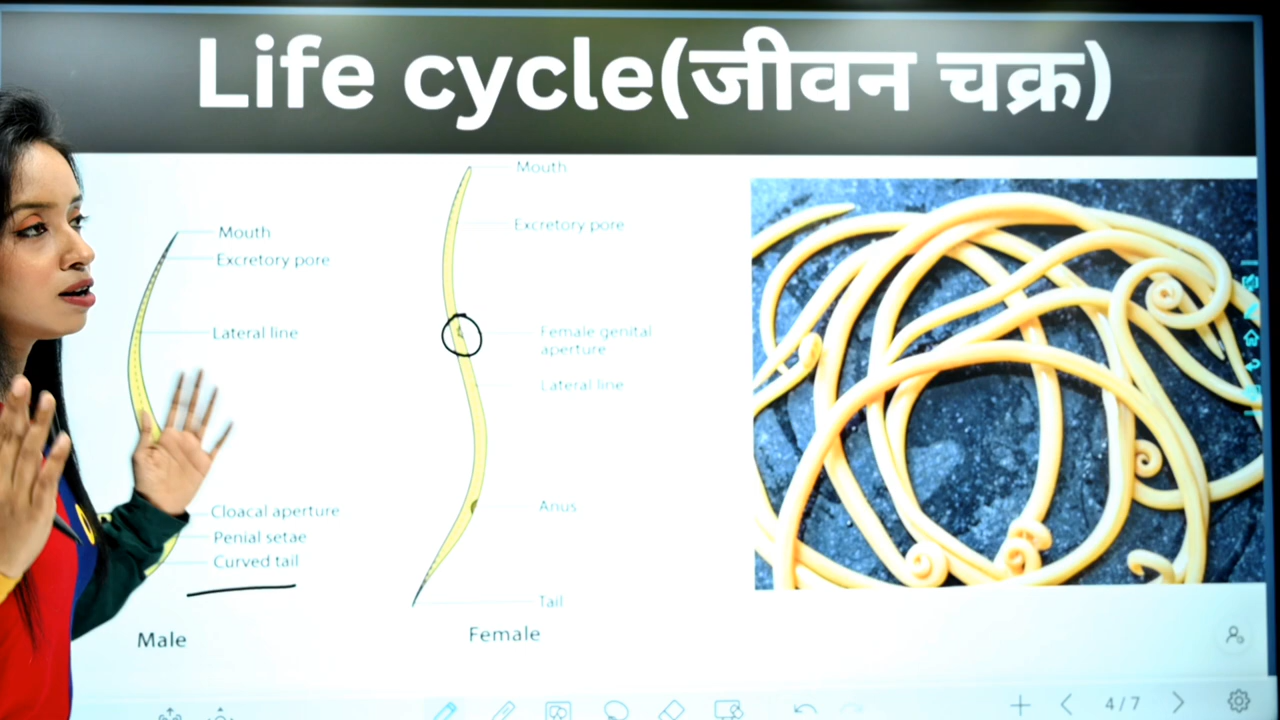 Life cycle(जीवन चक्र)
Mouth
Excretory pore
Lateral line
Cloacal aperture
Penial setae
Curved tail
Male
Mouth
Excretory pore
Female genital
aperture
Lateral line
Anus
Tail
Female
4/7